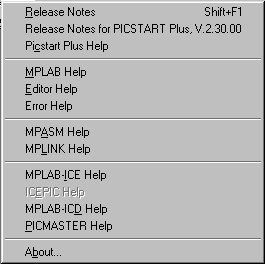 Release Notes Shift+F1
Release Notes for PICSTART Plus, V.2.30.00
Picstart Plus Help
MPLAB Help
Editor Help
Error Help
MPASM Help
MPLINK Help
MPLAB-ICE Help
ICEPIC Help
MPLAB-ICD Help
PICMASTER Help
About...